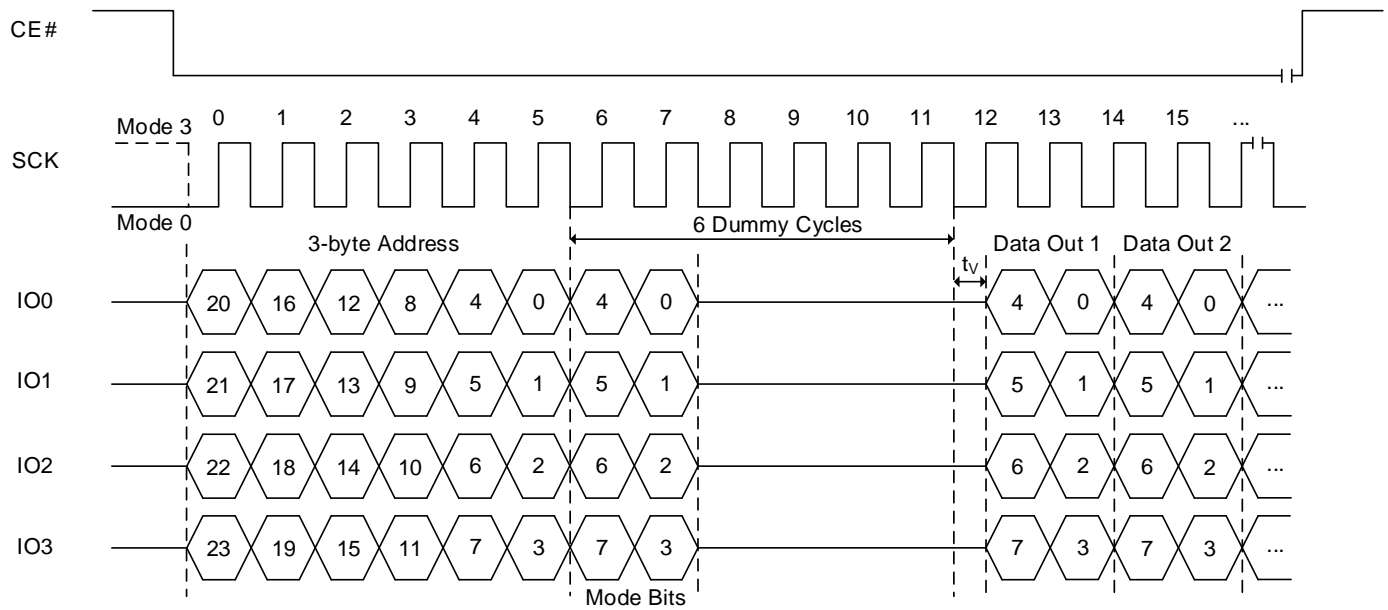 CE#
Mode 3 0 1 2 3 4 5 6 7 8 9 10 11 12 13 14 15 ...
SCK
Mode 0
3-byte Address 6 Dummy Cycles Data Out 1 Data Out 2
tV
IO0 20 16 12 8 4 0 4 0 4 0 4 0 ...
IO1 21 17 13 9 5 1 5 1 5 1 5 1 ...
IO2 22 18 14 10 6 2 6 2 6 2 6 2 ...
IO3 23 19 15 11 7 3 7 3 7 3 7 3 ...
Mode Bits